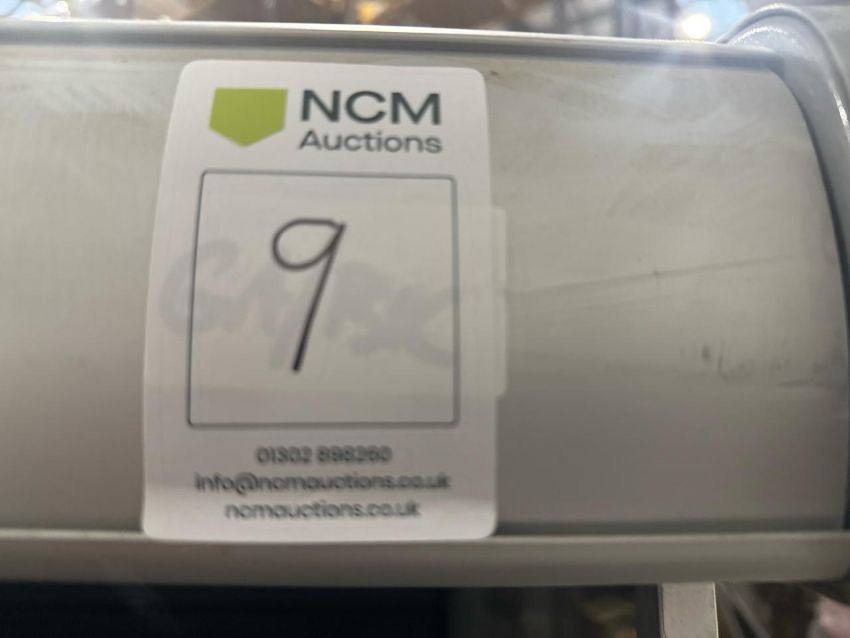 NCM
Auctions
9
01302 898260
info@ncmauctions.co.uk
ncmauctions.co.uk